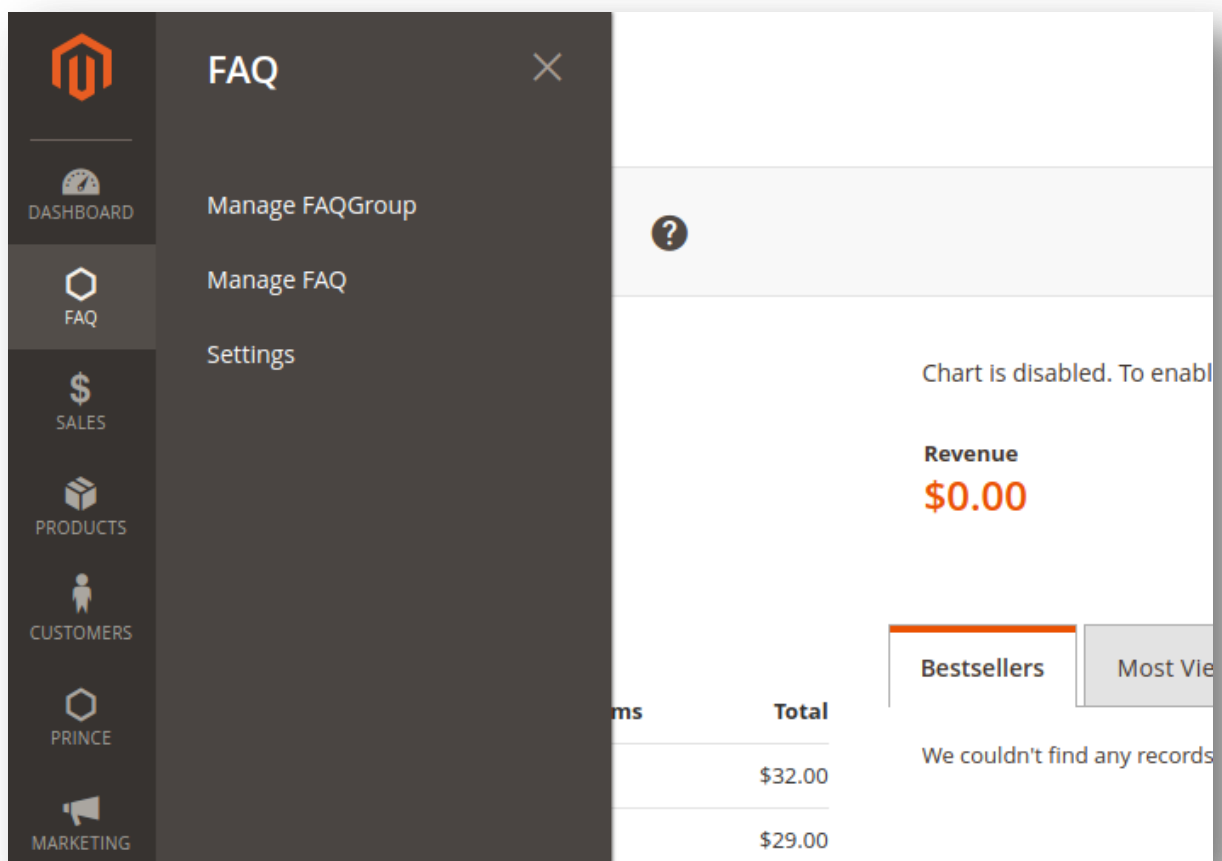 FAQ
DASHBOARD
FAQ
SALES
PRODUCTS
CUSTOMERS
PRINCE
MARKETING
Manage FAQGroup
Manage FAQ
Settings
?
Chart is disabled. To enabl
Revenue
$0.00
Bestsellers
Most Vie
We couldn't find any records
ms Total
$32.00
$29.00